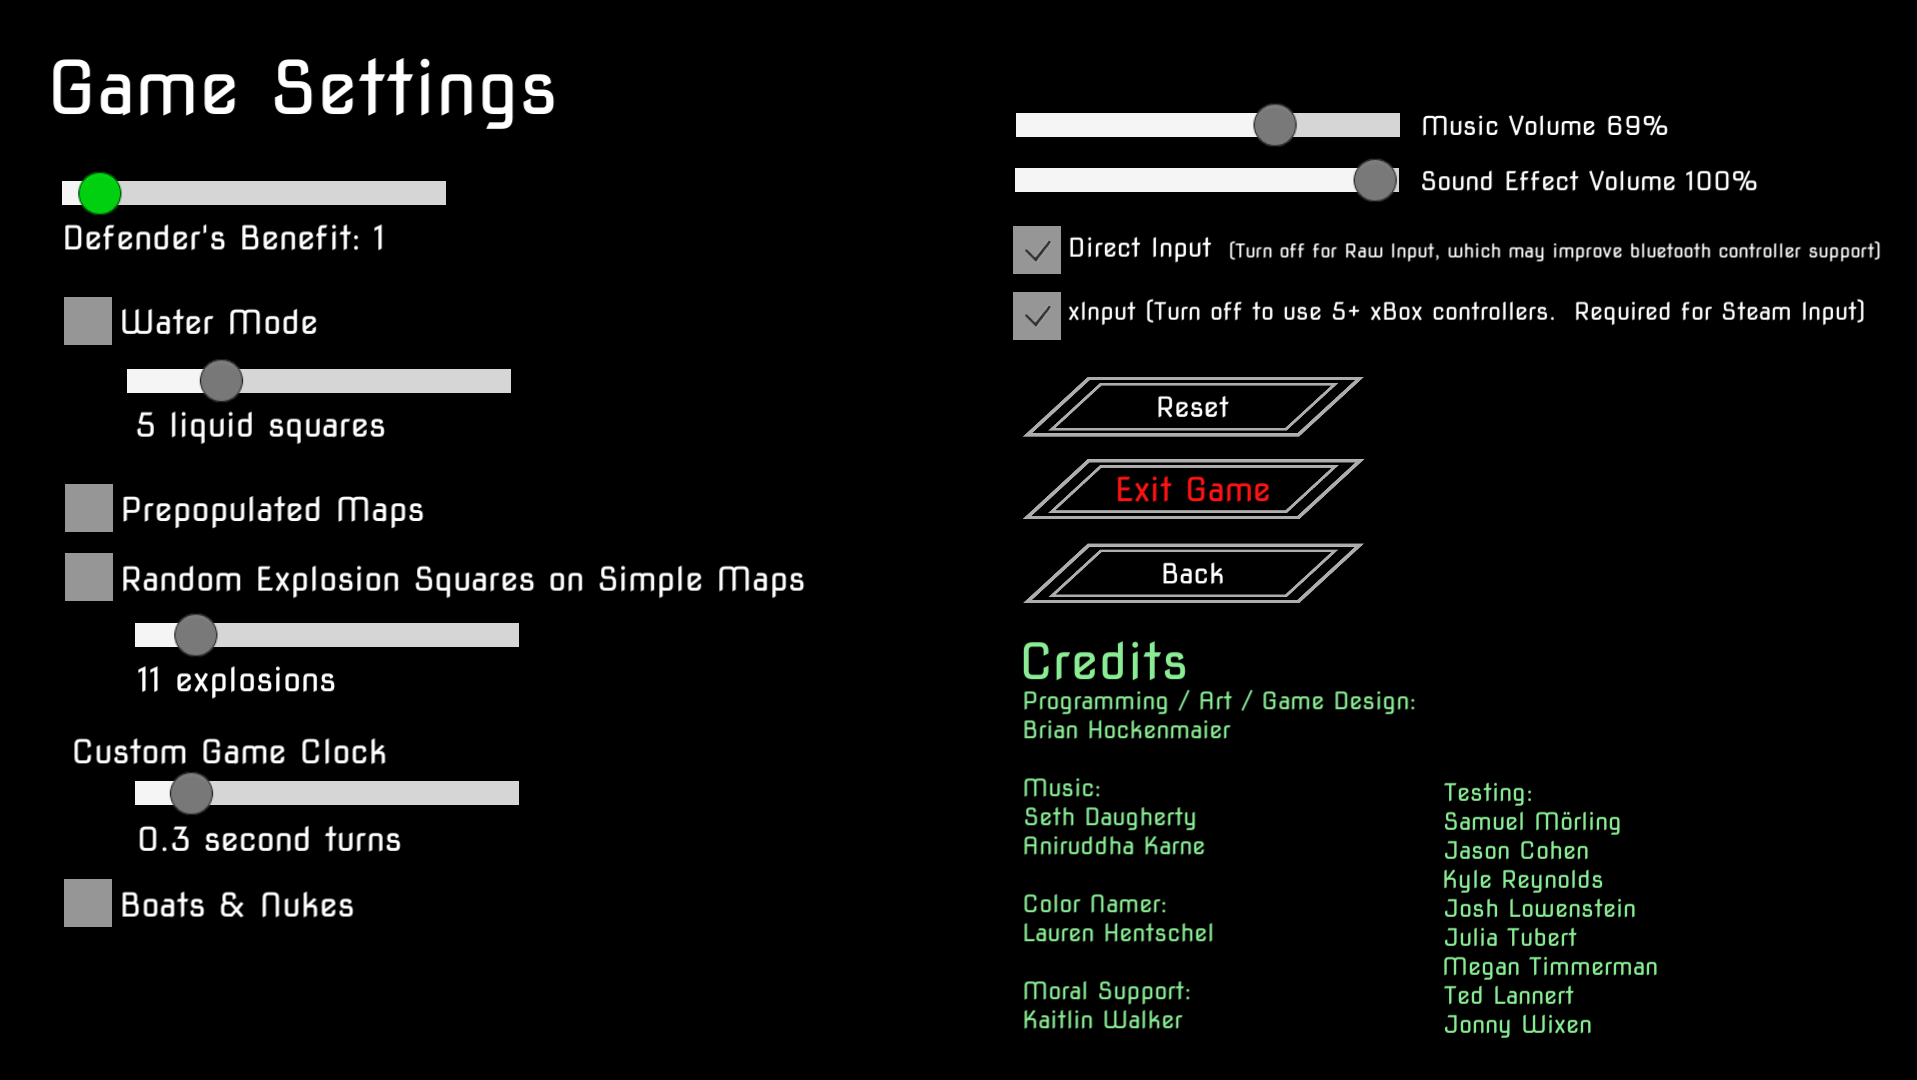 Game Settings
Defender's Benefit: 1
Water Mode
5 liquid squares
Prepopulated Maps
Random Explosion Squares on Simple Maps
11 explosions
Custom Game Clock
0.3 second turns
Boats & Nukes
Music Volume 69%
Sound Effect Volume 100%
Direct Input (Turn off for Raw Input, which may improve bluetooth controller support)
xInput (Turn off to use 5+ xBox controllers. Required for Steam Input)
Reset
Exit Game
Back
Credits
Programming / Art / Game Design:
Brian Hockenmaier
Music:
Seth Daugherty
Aniruddha Karne
Color Namer:
Lauren Hentschel
Moral Support:
Kaitlin Walker
Testing:
Samuel Mörling
Jason Cohen
Kyle Reynolds
Josh Lowenstein
Julia Tubert
Megan Timmerman
Ted Lannert
Jonny Wixen